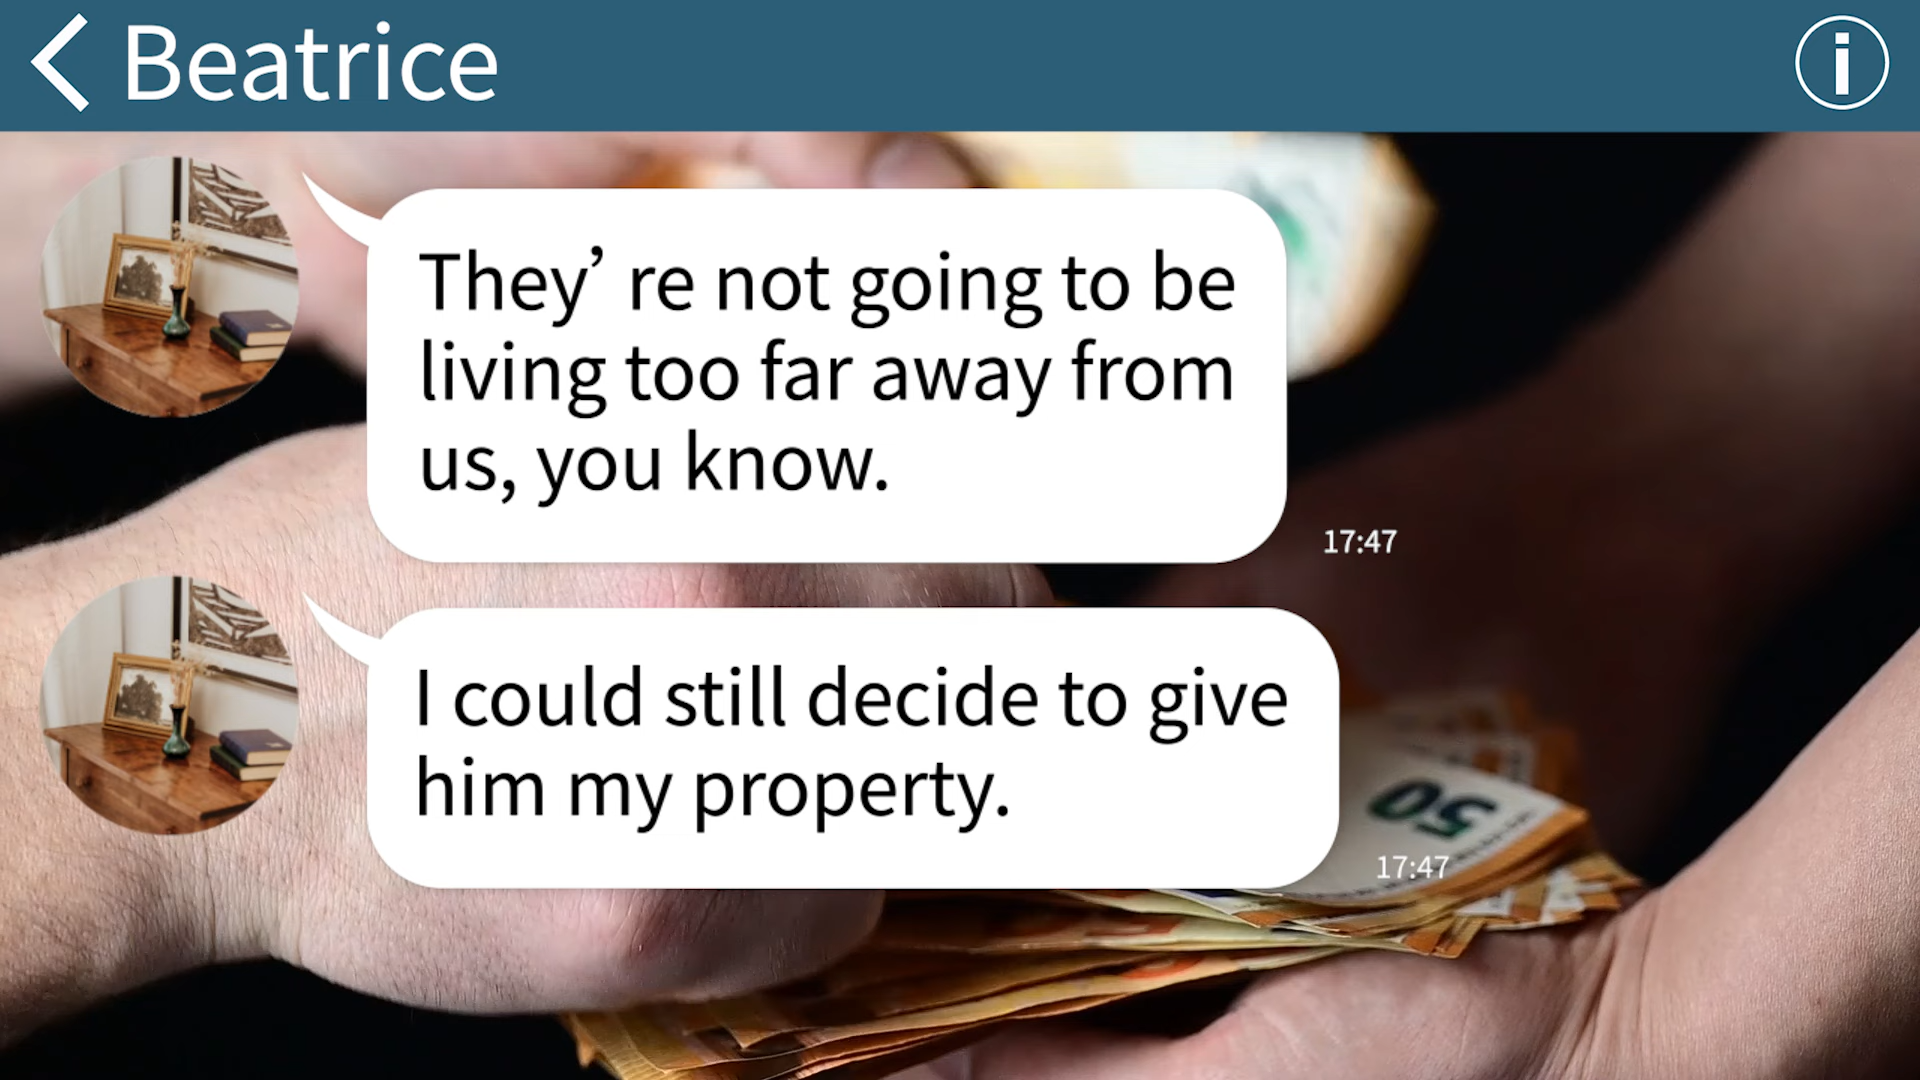 Beatrice
They’ re not going to be
living too far away from
us, you know.
17:47
I could still decide to give
him my property.
17:47
50